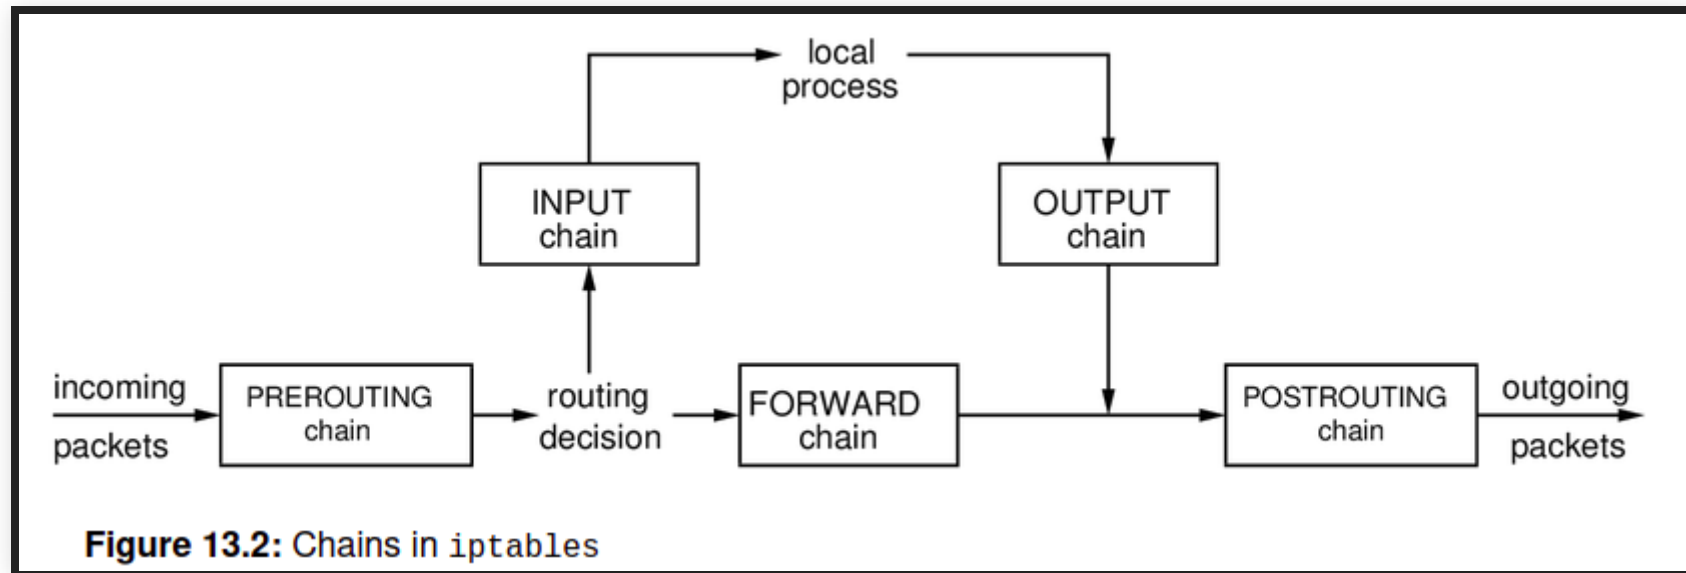 local
process
INPUT
chain
OUTPUT
chain
incoming
packets
PREROUTING
chain
routing
decision
FORWARD
chain
POSTROUTING
chain
outgoing
packets
Figure 13.2: Chains in iptables